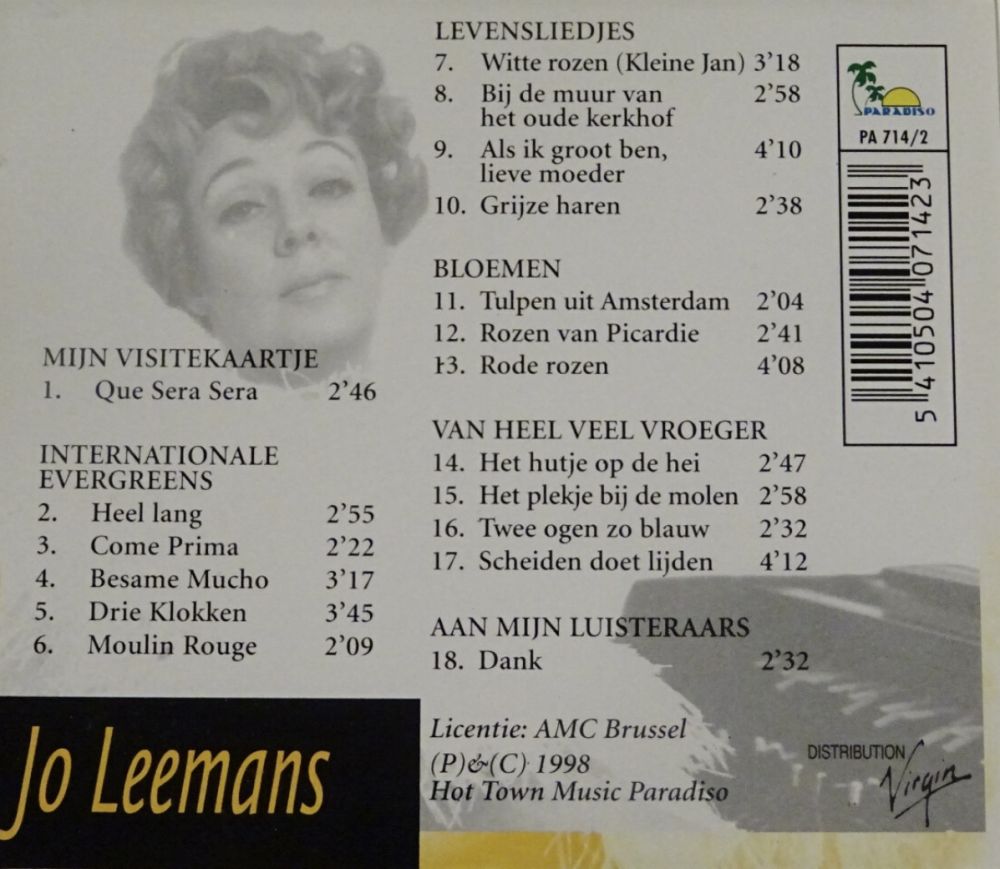 MIJN VISITEKAARTJE
1. Que Sera Sera 2'46
INTERNATIONALE
EVERGREENS
2. Heel lang 2'55
3. Come Prima 2'22
4. Besame Mucho 3'17
5. Drie Klokken 3'45
6. Moulin Rouge 2'09
LEVENSLIEDJES
7. Witte rozen (Kleine Jan) 3'18
8. Bij de muur van 2'58
het oude kerkhof
9. Als ik groot ben, 4'10
lieve moeder
10. Grijze haren 2'38
BLOEMEN
11. Tulpen uit Amsterdam 2'04
12. Rozen van Picardie 2'41
13. Rode rozen 4'08
VAN HEEL VEEL VROEGER
14. Het hutje op de hei 2'47
15. Het plekje bij de molen 2'58
16. Twee ogen zo blauw 2'32
17. Scheiden doet lijden 4'12
AAN MIJN LUISTERAARS
18. Dank 2'32
Jo Leemans
Licentie: AMC Brussel
(P)&(C) 1998
Hot Town Music Paradiso
DISTRIBUTION
Virgin
PARADISO
PA 714/2
5 410504 071423